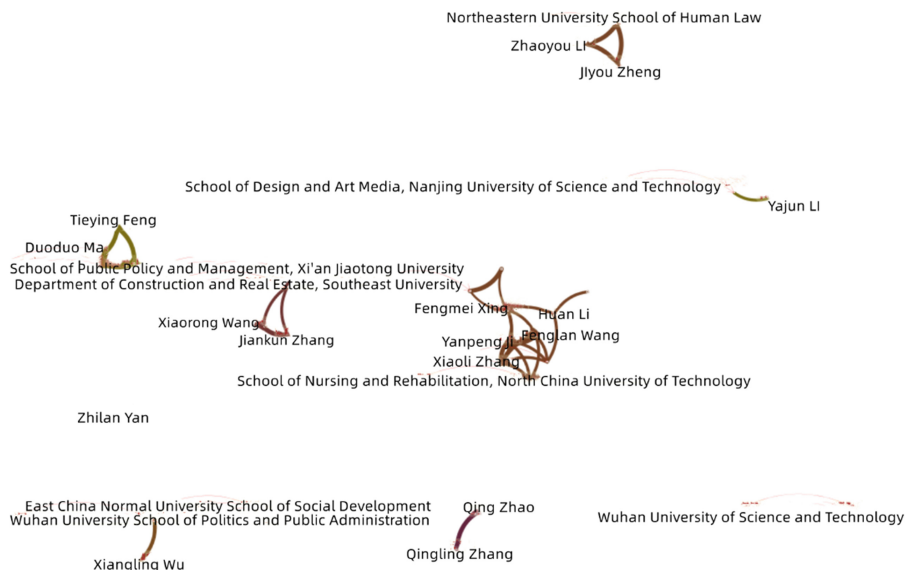 Northeastern University School of Human Law
Zhaoyou LI
JIyou Zheng
School of Design and Art Media, Nanjing University of Science and Technology
Yajun LI
Tieying Feng
Duoduo Ma
School of Public Policy and Management, Xi'an Jiaotong University
Department of Construction and Real Estate, Southeast University
Fengmei Xing
Huan Li
Xiaorong Wang
Jiankun Zhang
Fenglan Wang
Yanpeng JI
Xiaoli Zhang
School of Nursing and Rehabilitation, North China University of Technology
Zhilan Yan
East China Normal University School of Social Development
Qing Zhao
Wuhan University of Science and Technology
Wuhan University School of Politics and Public Administration
Qingling Zhang
Xiangling Wu